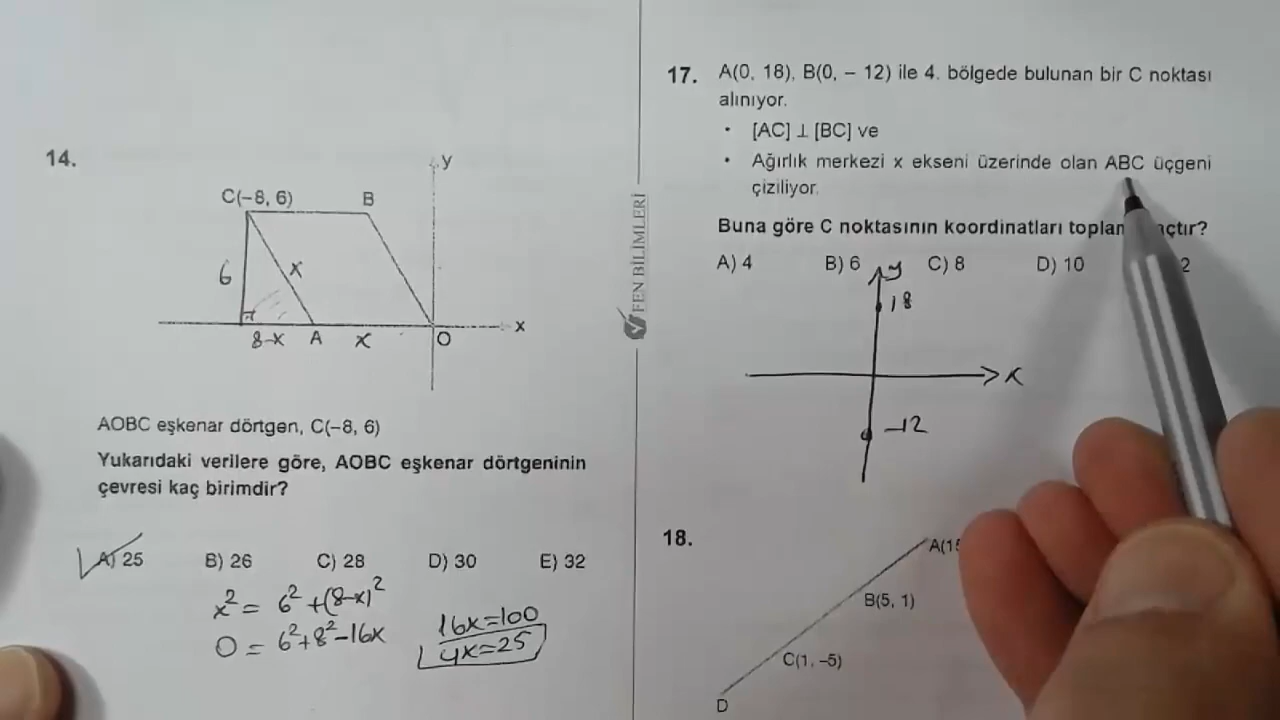 14.
y
C(−8, 6)
B
6
x
8-x
A
x
O
x
AOBC eşkenar dörtgen, C(−8, 6)
Yukarıdaki verilere göre, AOBC eşkenar dörtgeninin
çevresi kaç birimdir?
A) 25 B) 26 C) 28 D) 30 E) 32
x² = 6² + (8-x)²
0 = 6² + 8² - 16x
16x = 100
4x = 25
FEN BİLİMLERİ
17. A(0, 18), B(0, − 12) ile 4. bölgede bulunan bir C noktası
alınıyor.
• [AC] ⊥ [BC] ve
• Ağırlık merkezi x ekseni üzerinde olan ABC üçgeni
çiziliyor.
Buna göre C noktasının koordinatları
A) 4 B) 6 C) 8 D) 10
y
18
x
-12
18.
B(5, 1)
C(1, −5)
D